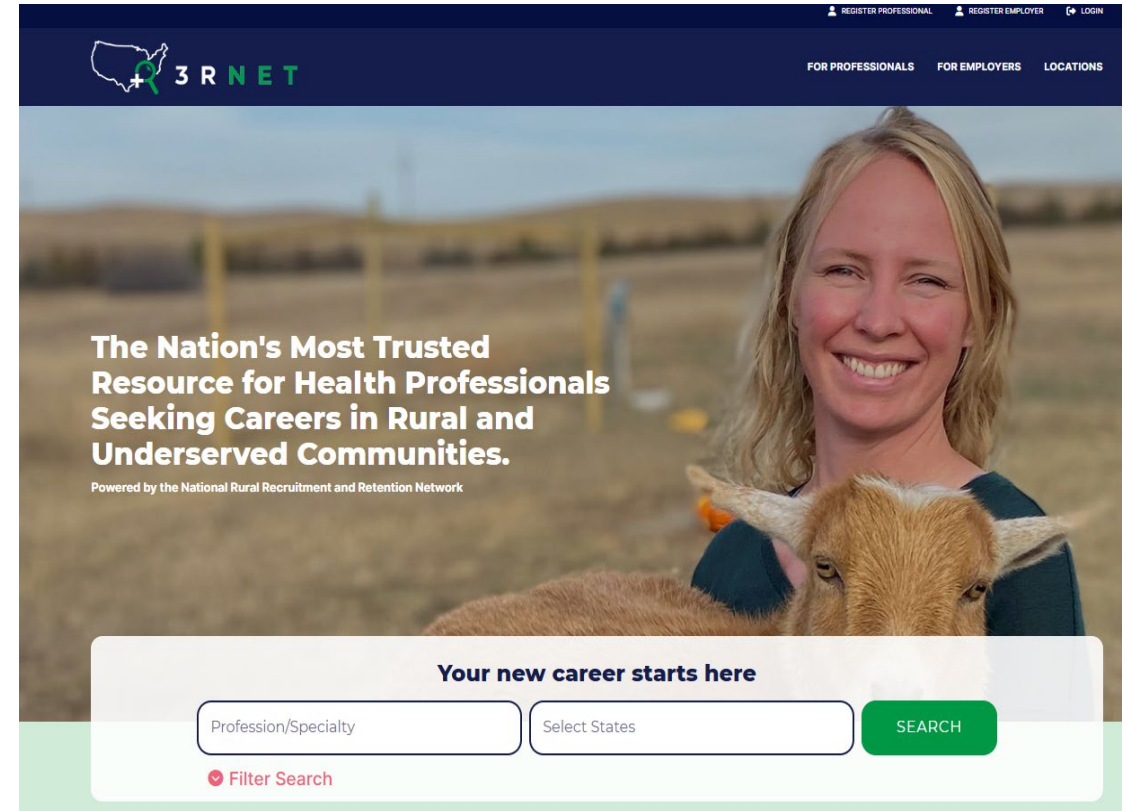 REGISTER PROFESSIONAL REGISTER EMPLOYER LOGIN
3RNET
FOR PROFESSIONALS FOR EMPLOYERS LOCATIONS
The Nation's Most Trusted
Resource for Health Professionals
Seeking Careers in Rural and
Underserved Communities.
Powered by the National Rural Recruitment and Retention Network
Your new career starts here
Profession/Specialty Select States SEARCH
Filter Search